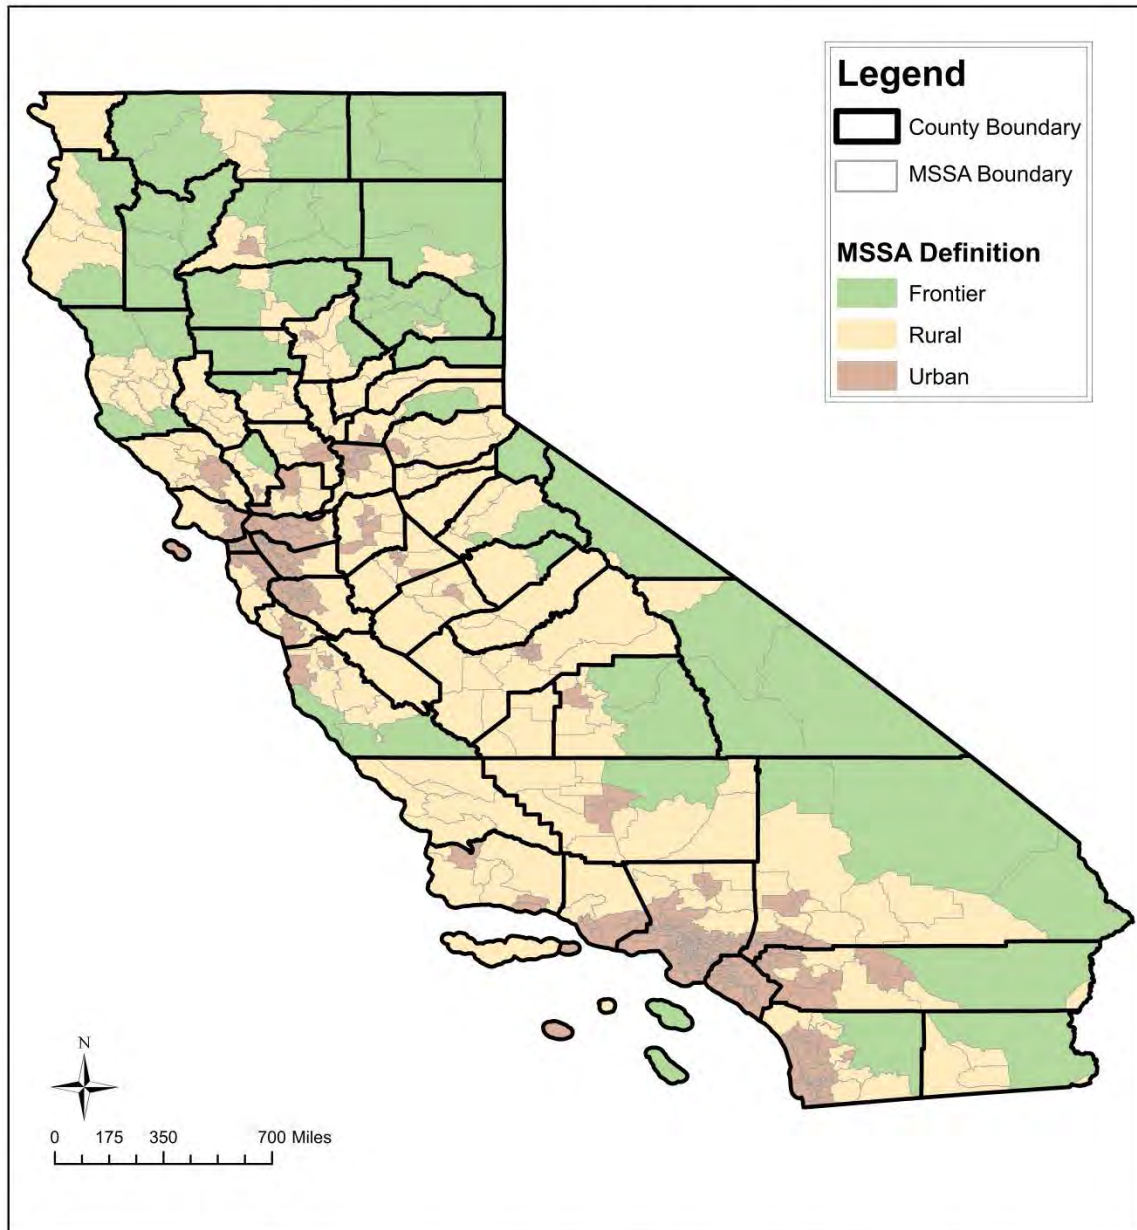 Legend
County Boundary
MSSA Boundary
MSSA Definition
Frontier
Rural
Urban
N
0 175 350 700 Miles